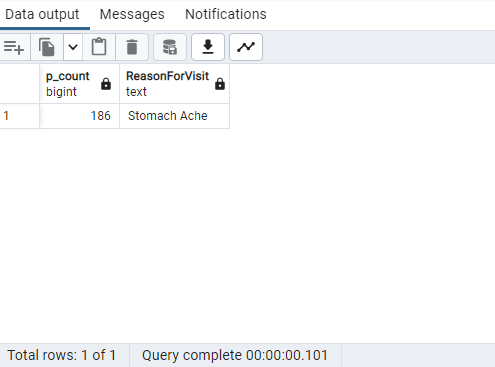 Data output Messages Notifications
p_count ReasonForVisit
bigint text
1 186 Stomach Ache
Total rows: 1 of 1 Query complete 00:00:00.101